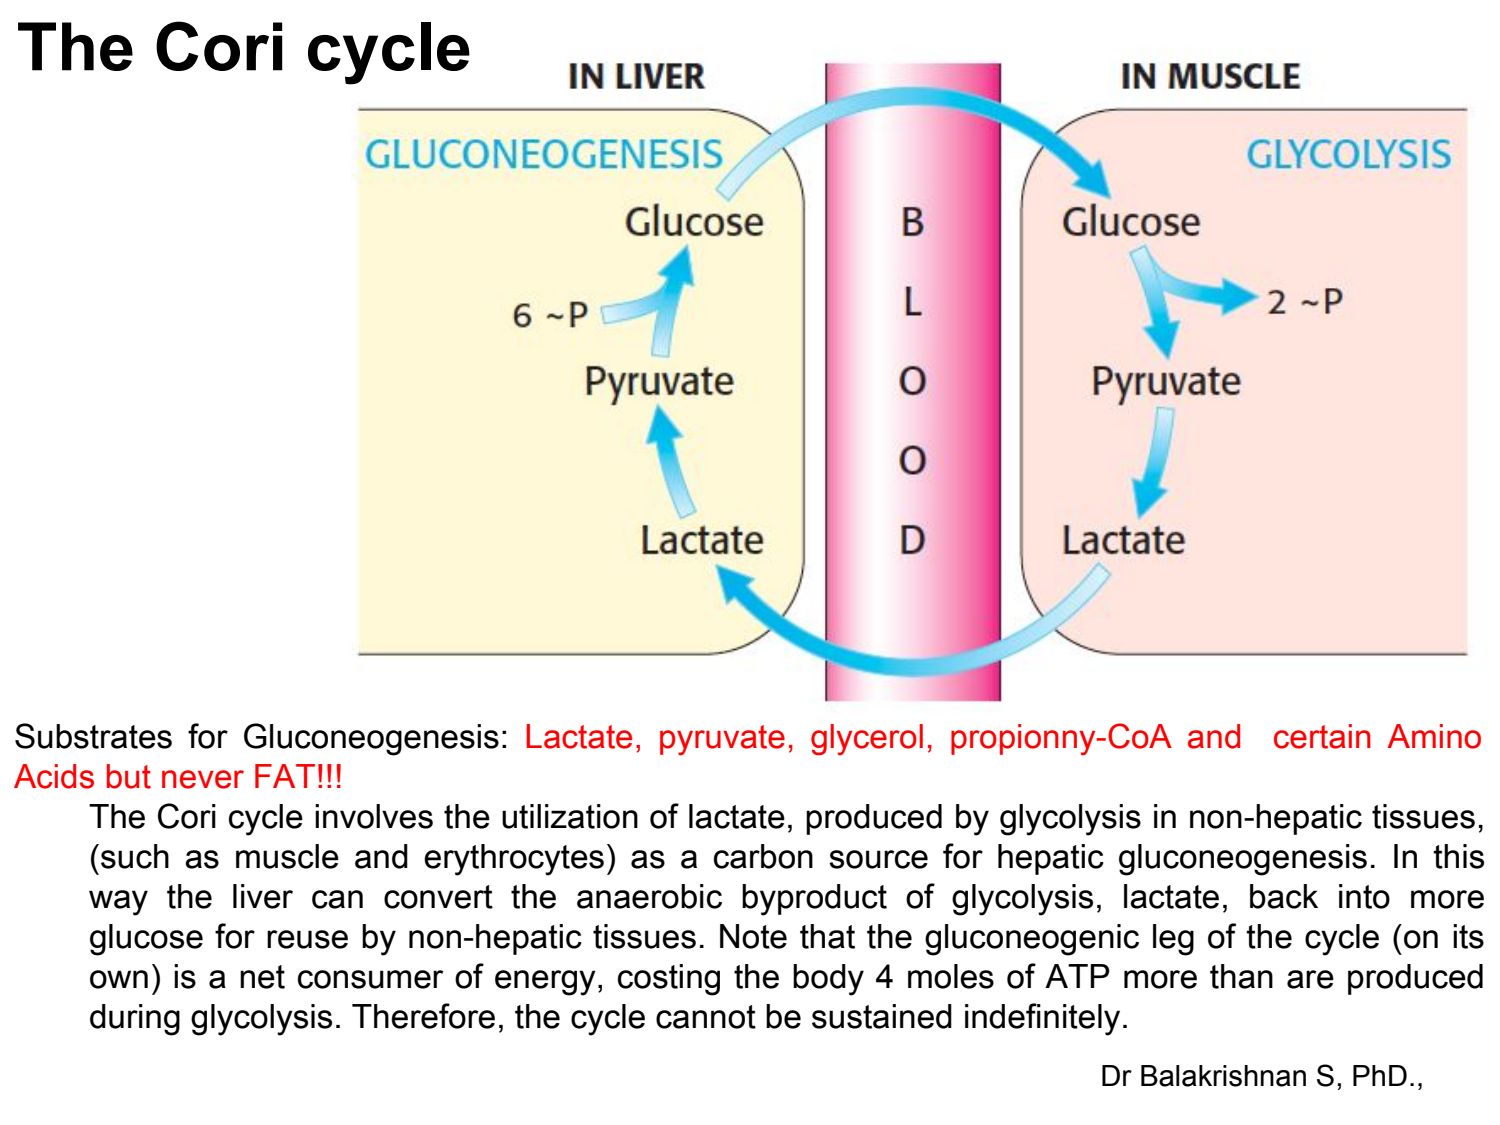 The Cori cycle
IN LIVER
IN MUSCLE
GLUCONEOGENESIS
GLYCOLYSIS
Glucose
B
Glucose
6 ~P
L
2 ~P
Pyruvate
O
Pyruvate
O
Lactate
D
Lactate
Substrates for Gluconeogenesis: Lactate, pyruvate, glycerol, propionny-CoA and certain Amino
Acids but never FAT!!!
The Cori cycle involves the utilization of lactate, produced by glycolysis in non-hepatic tissues,
(such as muscle and erythrocytes) as a carbon source for hepatic gluconeogenesis. In this
way the liver can convert the anaerobic byproduct of glycolysis, lactate, back into more
glucose for reuse by non-hepatic tissues. Note that the gluconeogenic leg of the cycle (on its
own) is a net consumer of energy, costing the body 4 moles of ATP more than are produced
during glycolysis. Therefore, the cycle cannot be sustained indefinitely.
Dr Balakrishnan S, PhD.,